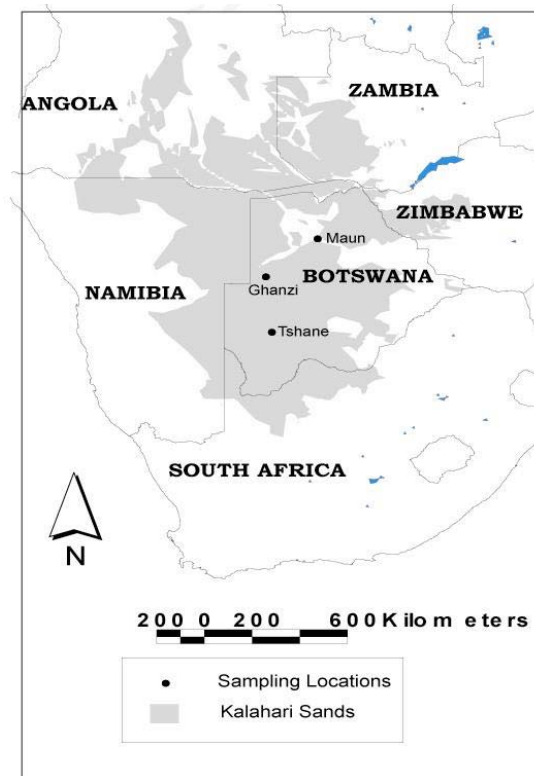 ANGOLA
ZAMBIA
ZIMBABWE
Maun
BOTSWANA
Ghanzi
NAMIBIA
Tshane
SOUTH AFRICA
N
200 0 200 600 Kilometers
Sampling Locations
Kalahari Sands